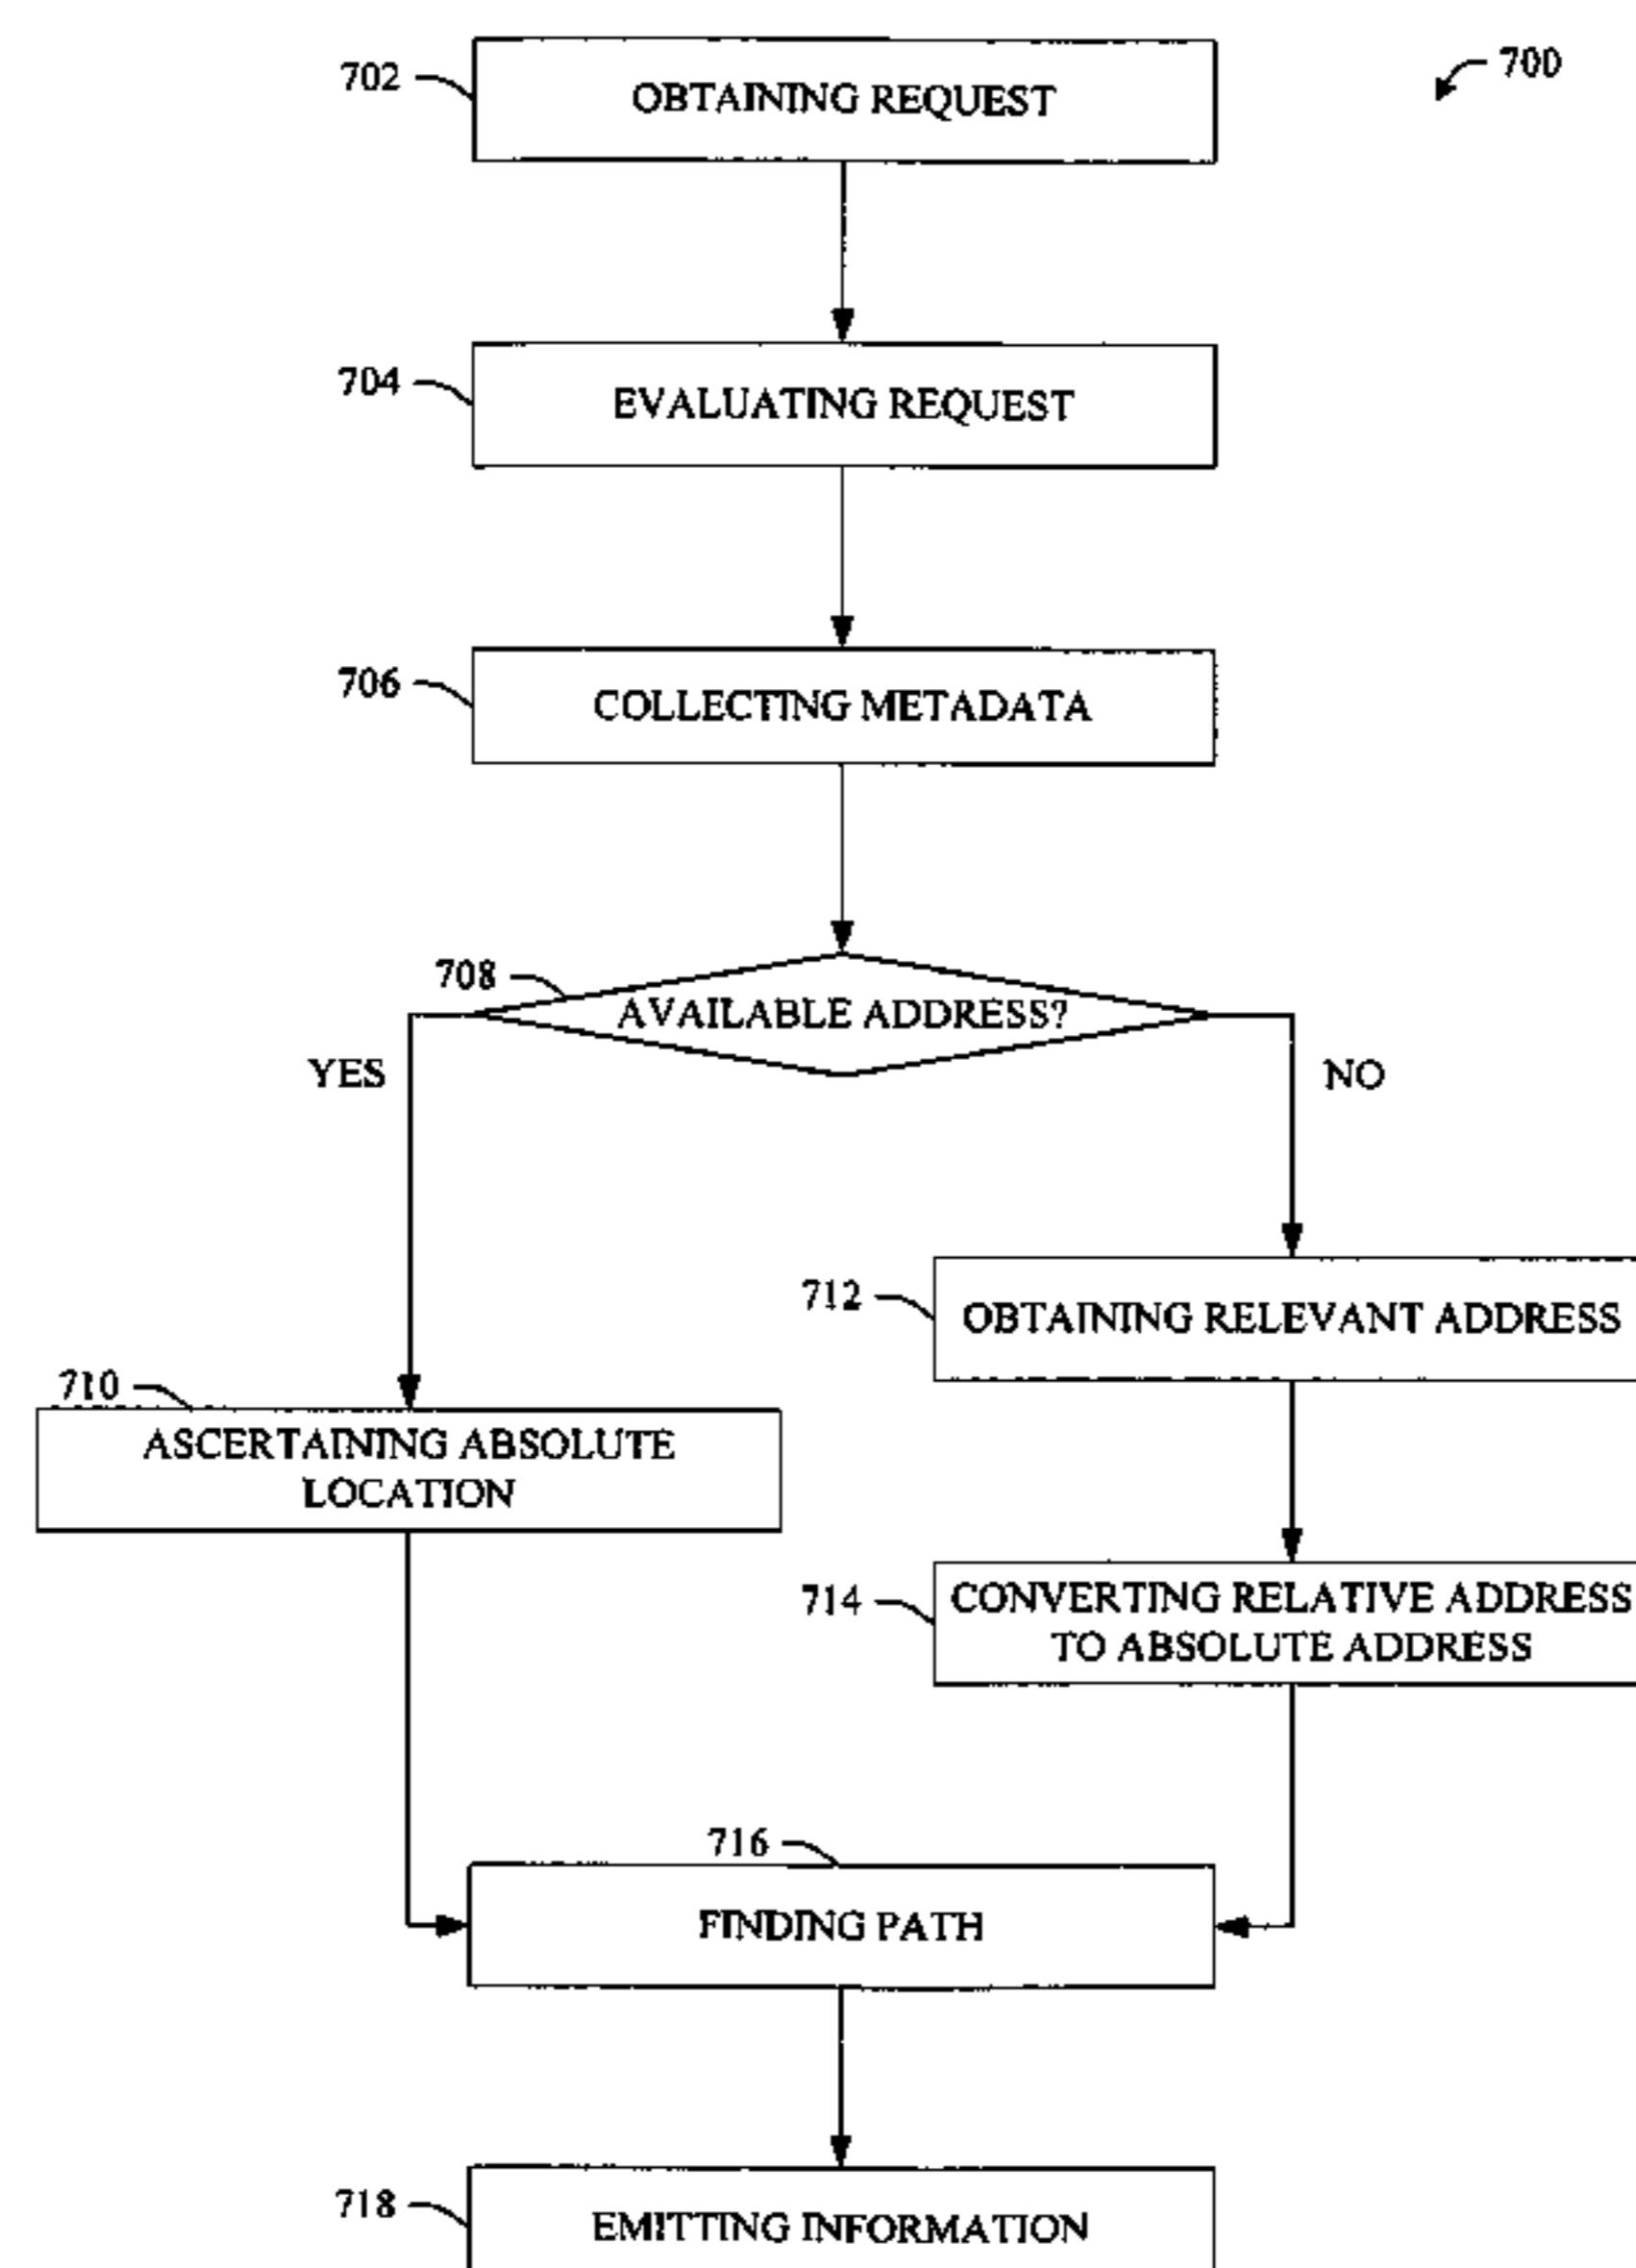 700
702
OBTAINING REQUEST
704
EVALUATING REQUEST
706
COLLECTING METADATA
708
AVAILABLE ADDRESS?
YES
NO
712
OBTAINING RELEVANT ADDRESS
710
ASCERTAINING ABSOLUTE
LOCATION
714
CONVERTING RELATIVE ADDRESS
TO ABSOLUTE ADDRESS
716
FINDING PATH
718
EMITTING INFORMATION